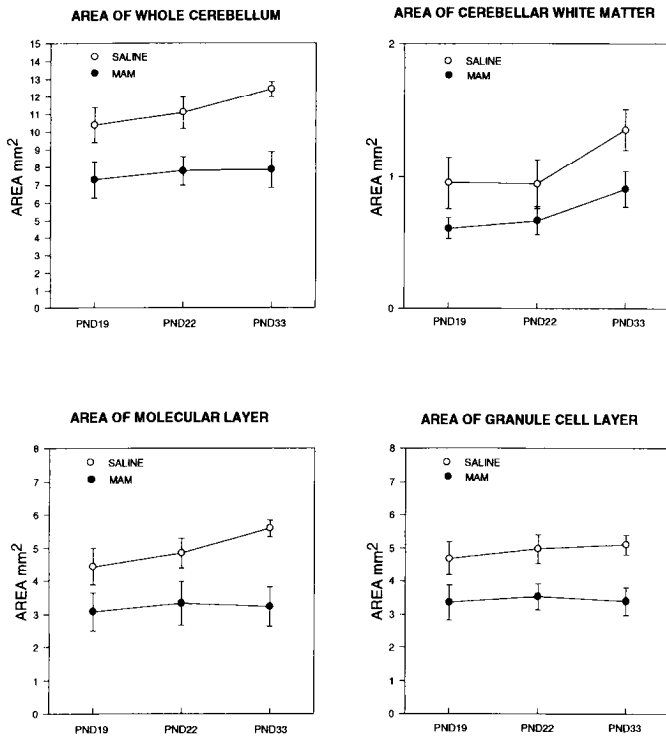 AREA OF WHOLE CEREBELLUM
15
14
13
12
11
10
9
8
7
6
5
4
3
2
1
0
AREA mm2
SALINE
MAM
PND19 PND22 PND33
AREA OF CEREBELLAR WHITE MATTER
2
1
0
AREA mm2
SALINE
MAM
PND19 PND22 PND33
AREA OF MOLECULAR LAYER
8
7
6
5
4
3
2
1
0
AREA mm2
SALINE
MAM
PND19 PND22 PND33
AREA OF GRANULE CELL LAYER
8
7
6
5
4
3
2
1
0
AREA mm2
SALINE
MAM
PND19 PND22 PND33